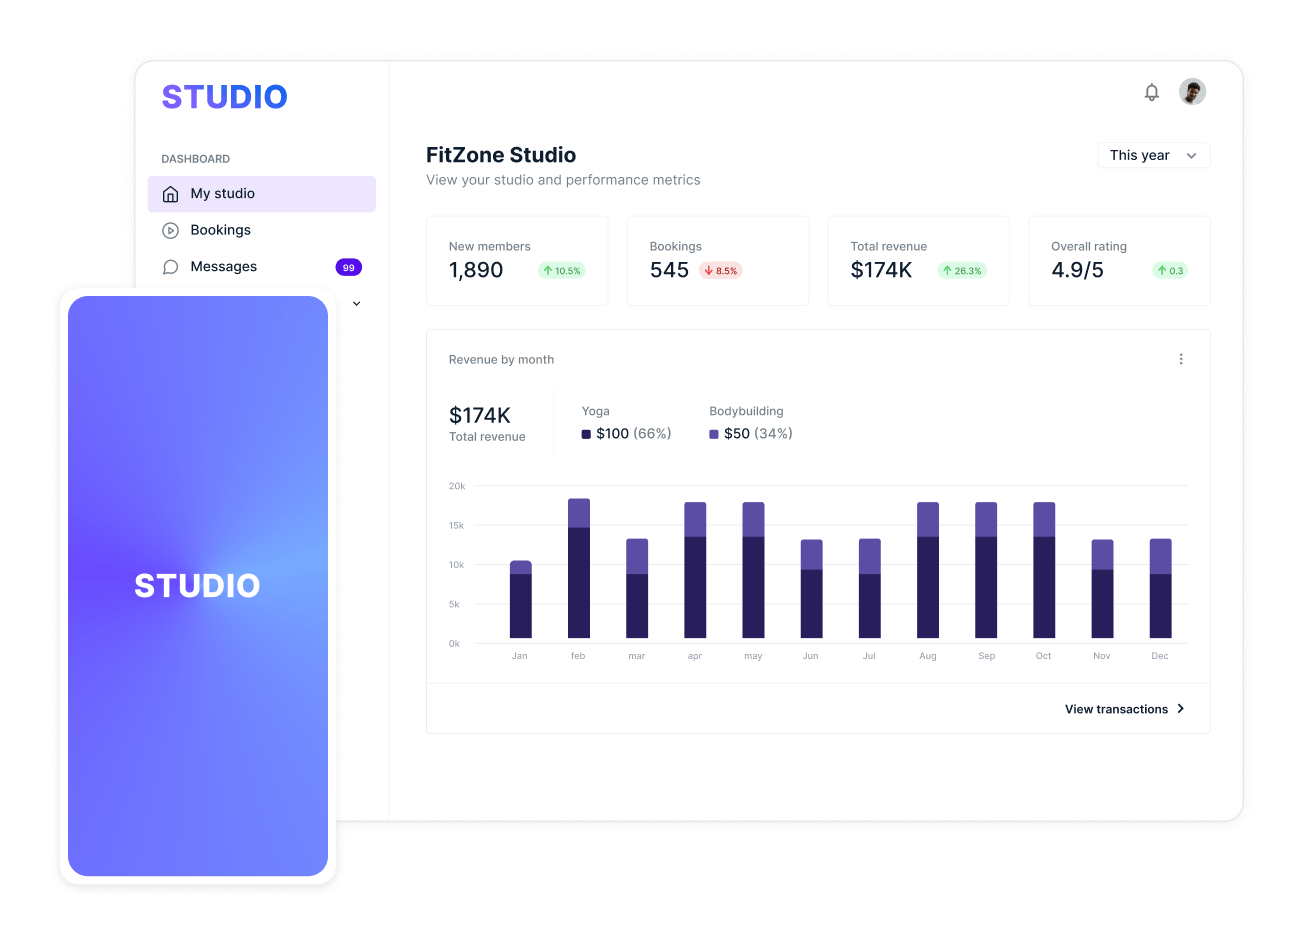 STUDIO
DASHBOARD
My studio
Bookings
Messages
99
STUDIO
FitZone Studio
View your studio and performance metrics
This year
New members
1,890
10.5%
Bookings
545
8.5%
Total revenue
$174K
26.3%
Overall rating
4.9/5
0.3
Revenue by month
$174K
Total revenue
Yoga
$100 (66%)
Bodybuilding
$50 (34%)
20k
15k
10k
5k
0k
Jan feb mar apr may Jun Jul Aug Sep Oct Nov Dec
View transactions